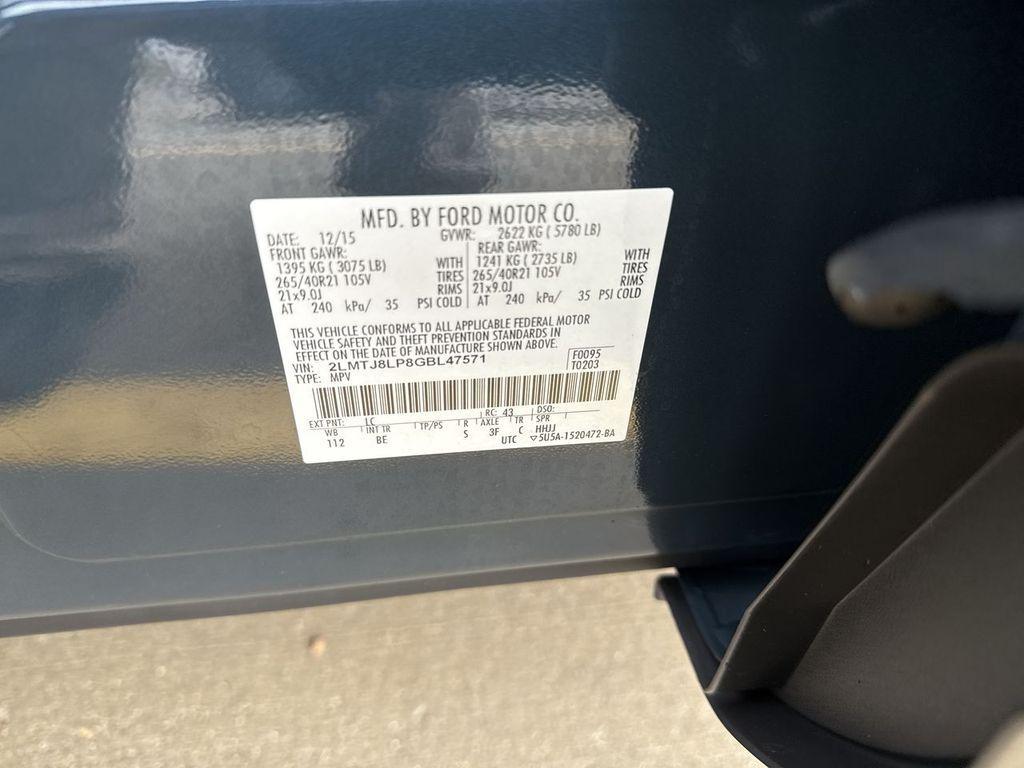 MFD. BY FORD MOTOR CO.
DATE: 12/15 GVWR: 2622 KG ( 5780 LB)
FRONT GAWR: REAR GAWR:
1395 KG ( 3075 LB) WITH 1241 KG ( 2735 LB) WITH
265/40R21 105V TIRES 265/40R21 105V TIRES
21x9.0J RIMS 21x9.0J RIMS
AT 240 kPa/ 35 PSI COLD AT 240 kPa/ 35 PSI COLD
THIS VEHICLE CONFORMS TO ALL APPLICABLE FEDERAL MOTOR
VEHICLE SAFETY AND THEFT PREVENTION STANDARDS IN
EFFECT ON THE DATE OF MANUFACTURE SHOWN ABOVE.
VIN: 2LMTJ8LP8GBL47571 F0095
TYPE: MPV T0203
EXT PNT: LC RC: 43 DSO:
WB INT TR TP/PS R AXLE TR SPR
112 BE S 3F C HHJJ
UTC ▽5U5A-1520472-BA